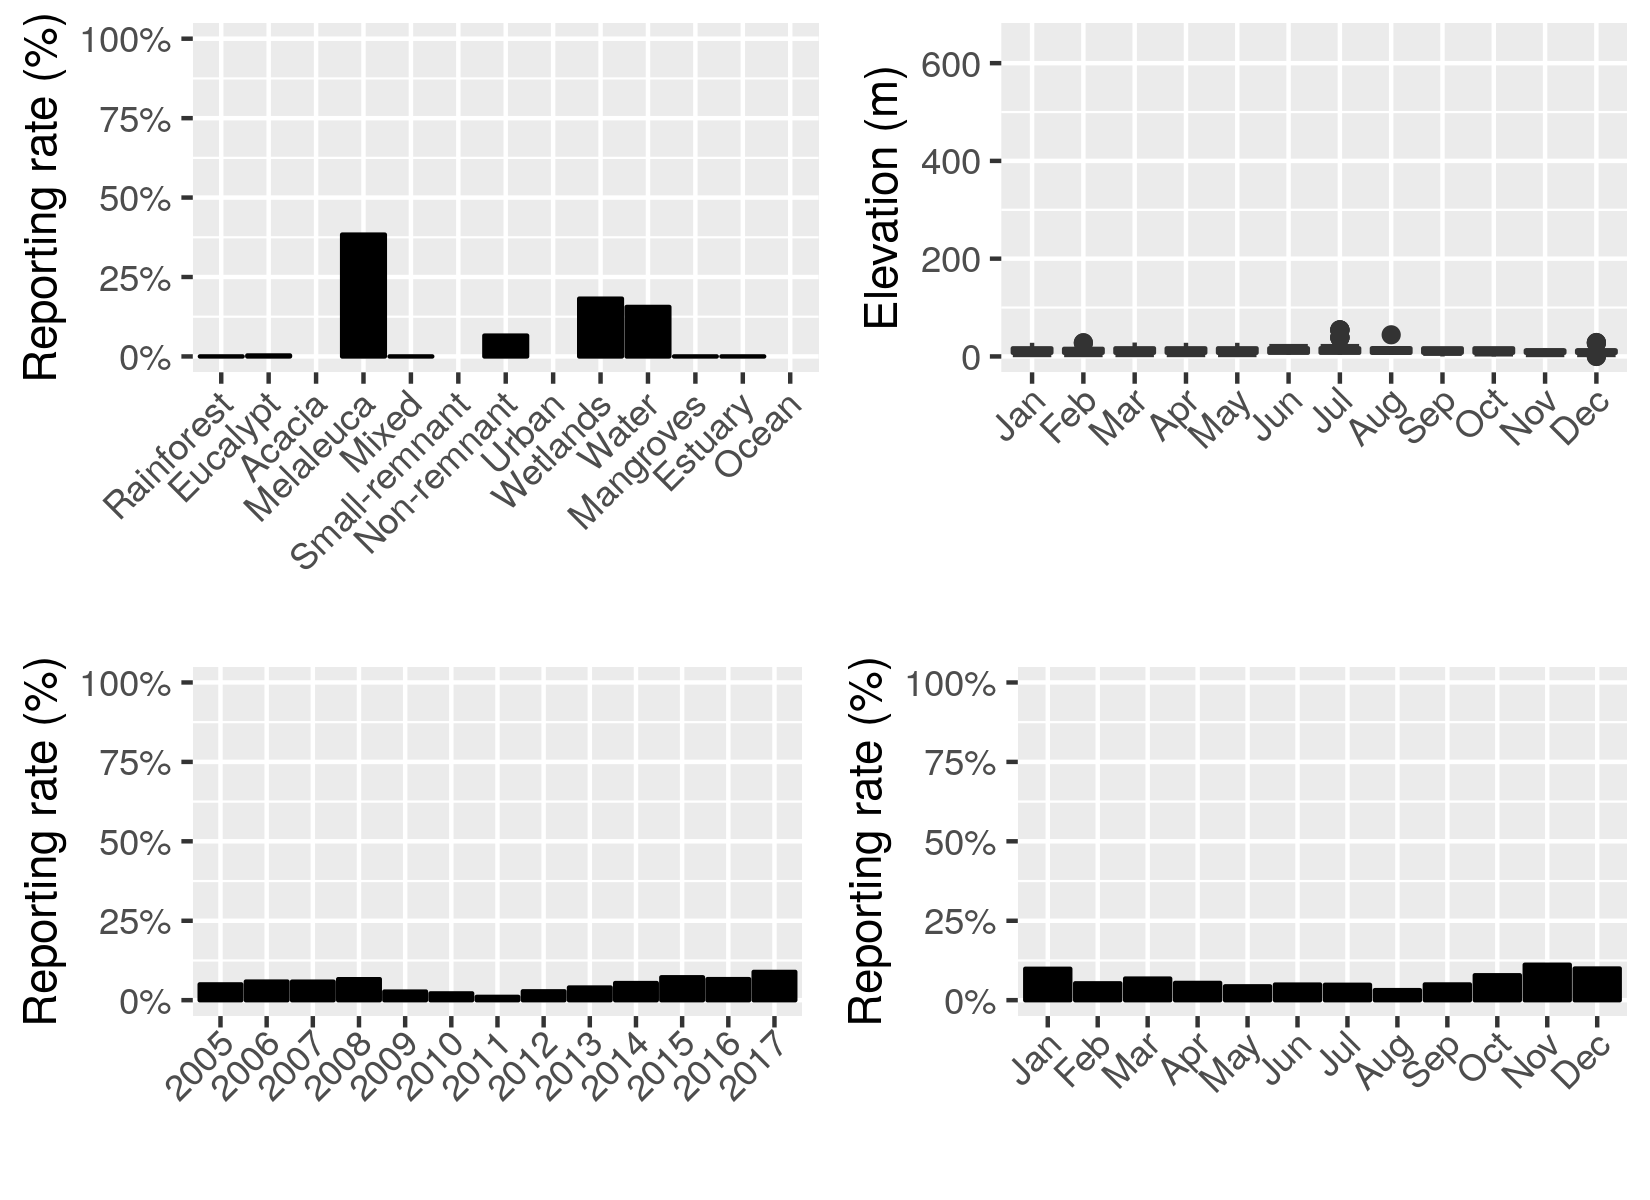 Reporting rate (%)
100%
75%
50%
25%
0%
Rainforest
Eucalypt
Acacia
Melaleuca
Mixed
Small-remnant
Non-remnant
Urban
Wetlands
Water
Mangroves
Estuary
Ocean
Elevation (m)
600
400
200
0
Jan
Feb
Mar
Apr
May
Jun
Jul
Aug
Sep
Oct
Nov
Dec
Reporting rate (%)
100%
75%
50%
25%
0%
2005
2006
2007
2008
2009
2010
2011
2012
2013
2014
2015
2016
2017
Reporting rate (%)
100%
75%
50%
25%
0%
Jan
Feb
Mar
Apr
May
Jun
Jul
Aug
Sep
Oct
Nov
Dec